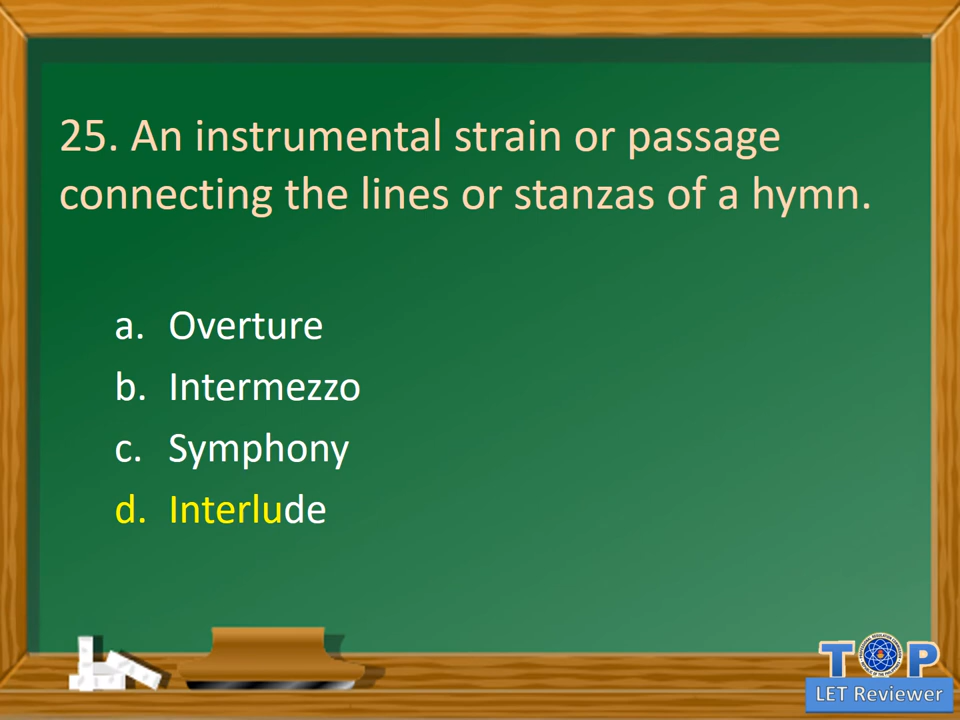 25. An instrumental strain or passage
connecting the lines or stanzas of a hymn.
a. Overture
b. Intermezzo
c. Symphony
d. Interlude
TOP
LET Reviewer